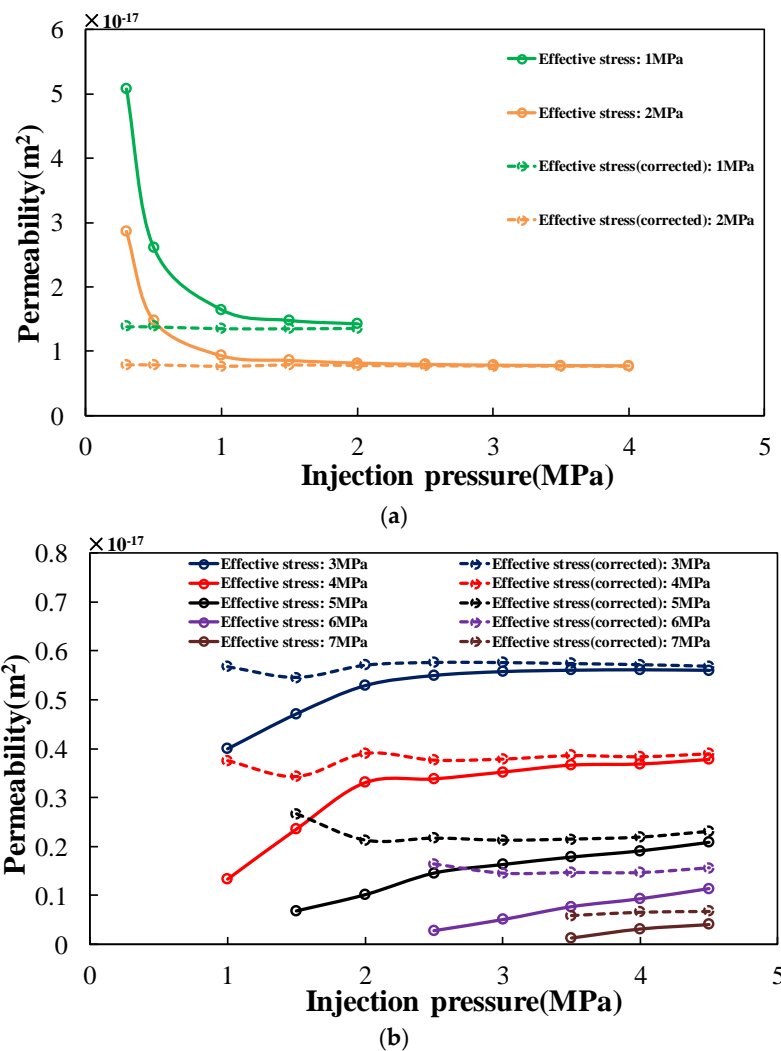 ×10⁻¹⁷
6
5
4
3
2
1
0
0 1 2 3 4 5
Permeability(m²)
Injection pressure(MPa)
Effective stress: 1MPa
Effective stress: 2MPa
Effective stress(corrected): 1MPa
Effective stress(corrected): 2MPa
(a)
×10⁻¹⁷
0.8
0.7
0.6
0.5
0.4
0.3
0.2
0.1
0
0 1 2 3 4 5
Permeability(m²)
Injection pressure(MPa)
Effective stress: 3MPa Effective stress(corrected): 3MPa
Effective stress: 4MPa Effective stress(corrected): 4MPa
Effective stress: 5MPa Effective stress(corrected): 5MPa
Effective stress: 6MPa Effective stress(corrected): 6MPa
Effective stress: 7MPa Effective stress(corrected): 7MPa
(b)